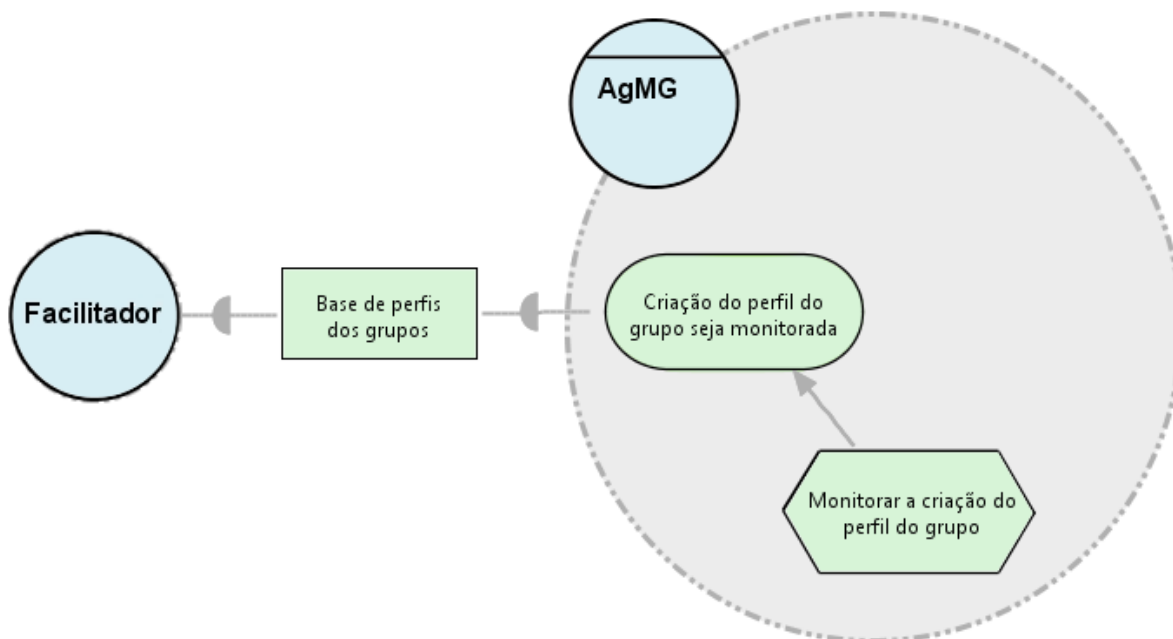 AgMG
Facilitador
Base de perfis
dos grupos
Criação do perfil do
grupo seja monitorada
Monitorar a criação do
perfil do grupo